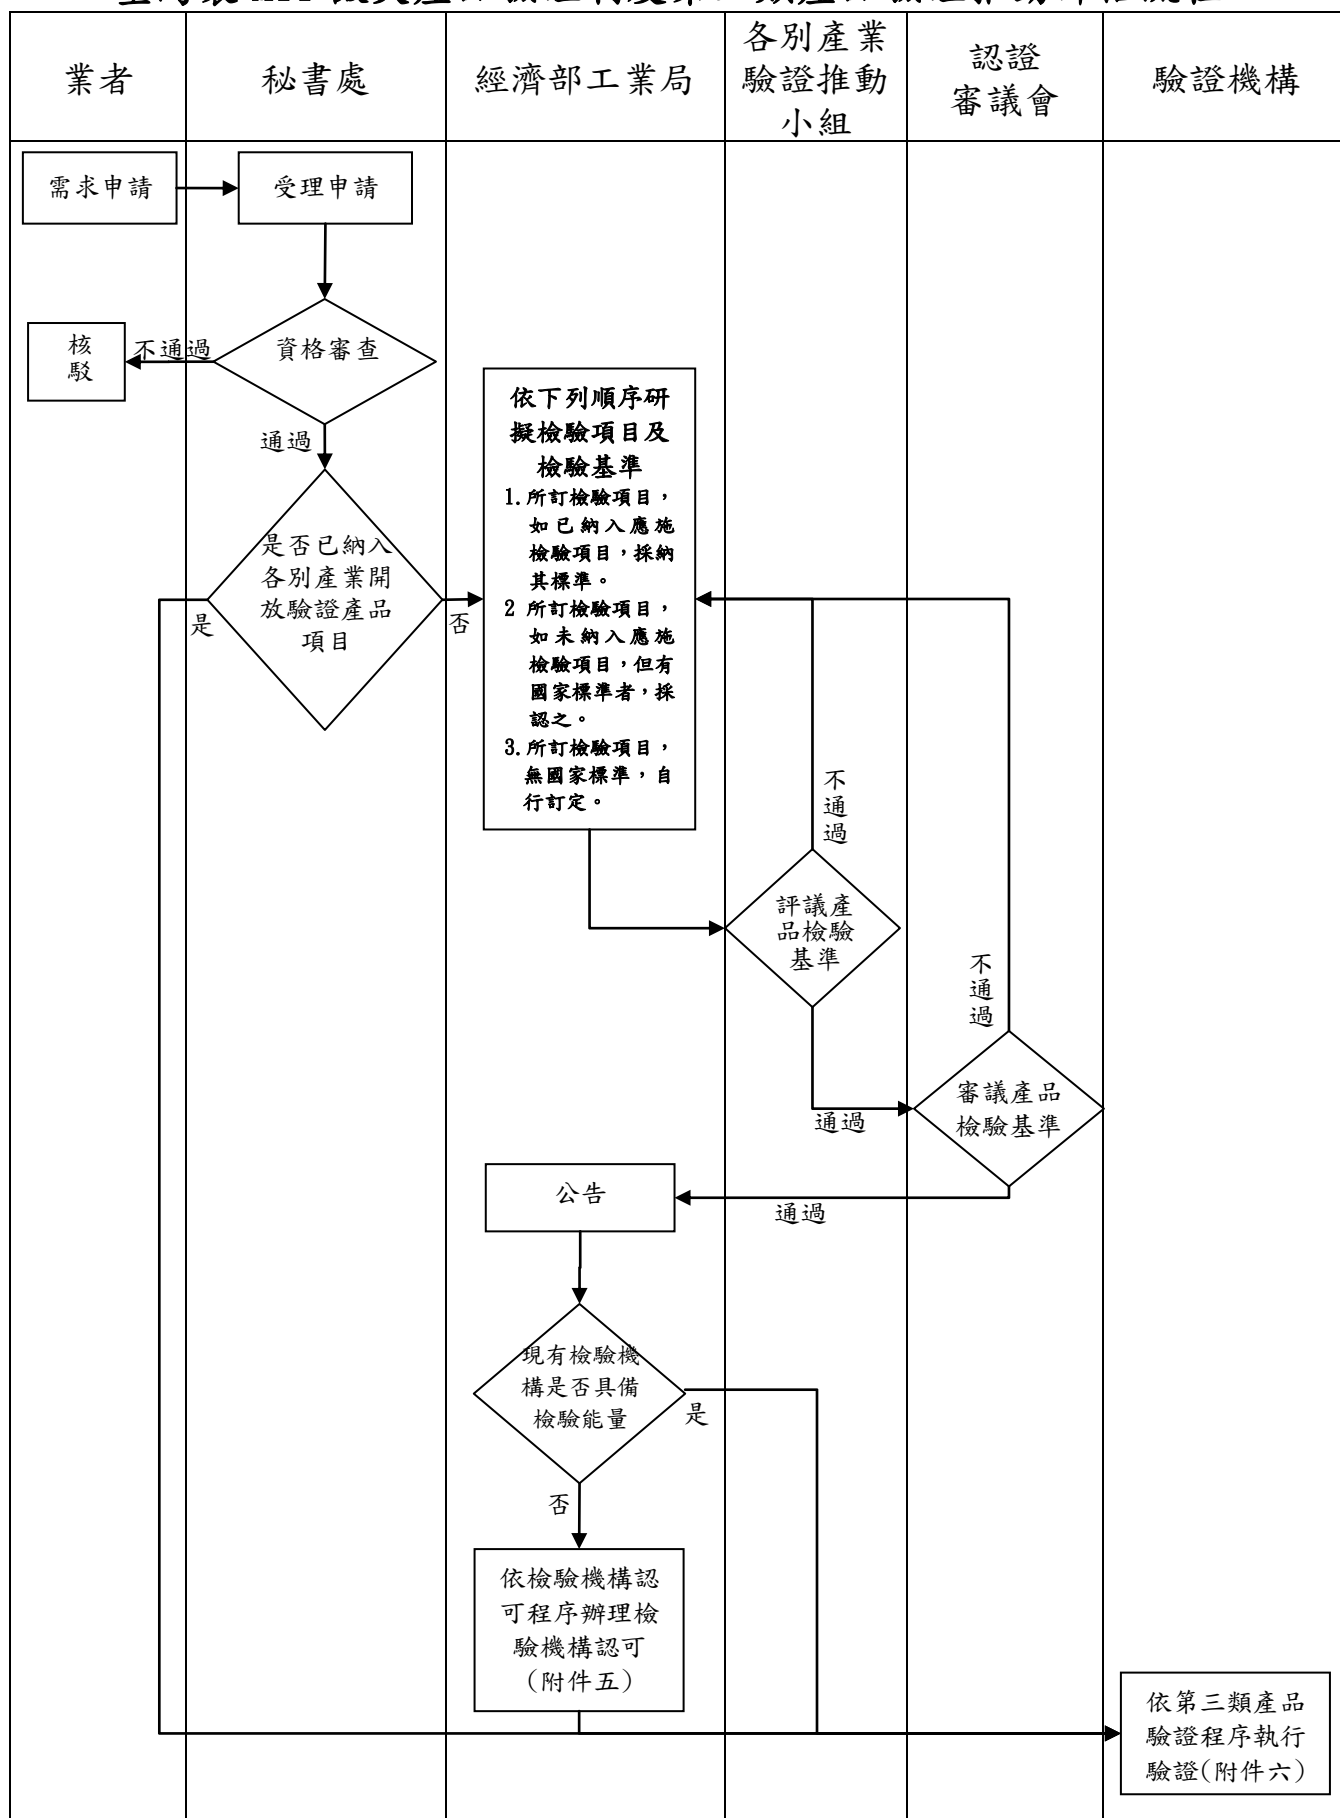 業者
秘書處
經濟部工業局
各別產業
驗證推動
小組
認證
審議會
驗證機構
需求申請
受理申請
核
駁
不通過
資格審查
通過
是否已納入
各別產業開
放驗證產品
項目
是
否
依下列順序研
擬檢驗項目及
檢驗基準
1.所訂檢驗項目，
如已納入應施
檢驗項目，採納
其標準。
2 所訂檢驗項目，
如未納入應施
檢驗項目，但有
國家標準者，採
認之。
3.所訂檢驗項目，
無國家標準，自
行訂定。
不
通
過
評議產
品檢驗
基準
不
通
過
通過
審議產品
檢驗基準
公告
通過
現有檢驗機
構是否具備
檢驗能量
是
否
依檢驗機構認
可程序辦理檢
驗機構認可
(附件五)
依第三類產品
驗證程序執行
驗證(附件六)